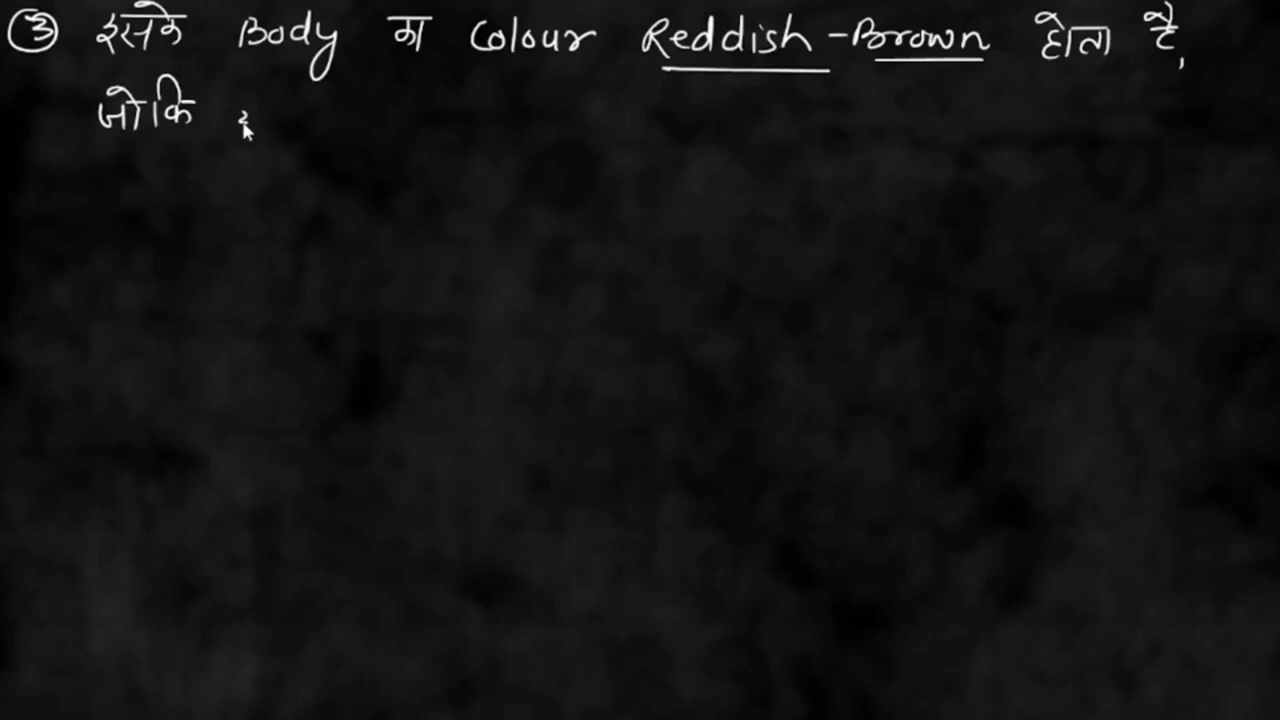 ③ इसके Body का Colour Reddish-Brown होता है,
जोकि